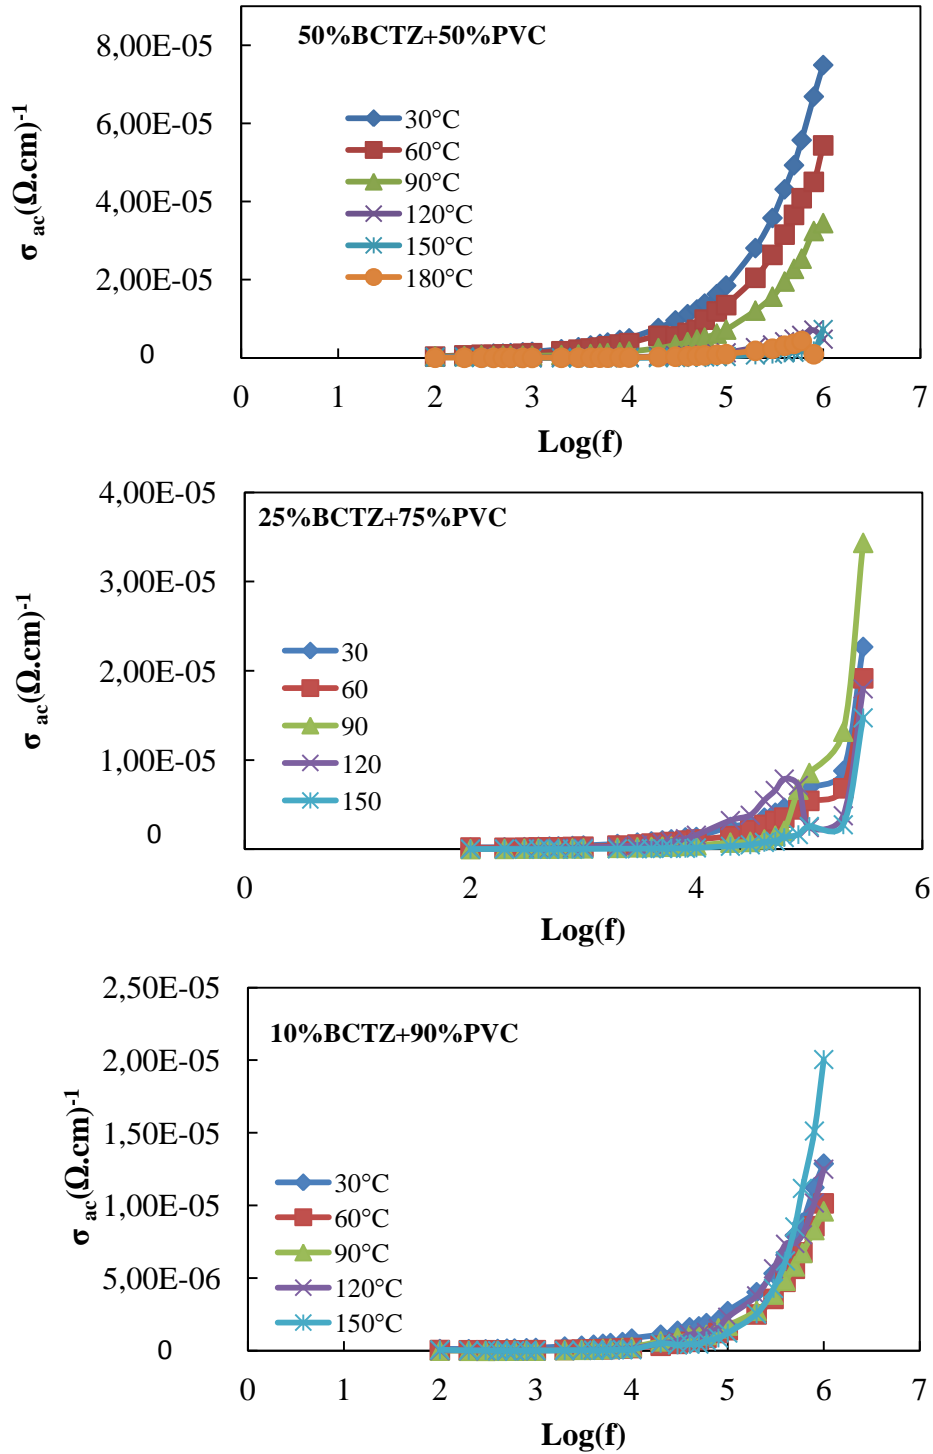 50%BCTZ+50%PVC
8,00E-05
6,00E-05
4,00E-05
2,00E-05
0
σ ac(Ω.cm)-1
30°C
60°C
90°C
120°C
150°C
180°C
0 1 2 3 4 5 6 7
Log(f)
25%BCTZ+75%PVC
4,00E-05
3,00E-05
2,00E-05
1,00E-05
0
σ ac(Ω.cm)-1
30
60
90
120
150
0 2 4 6
Log(f)
10%BCTZ+90%PVC
2,50E-05
2,00E-05
1,50E-05
1,00E-05
5,00E-06
0
σ ac(Ω.cm)-1
30°C
60°C
90°C
120°C
150°C
0 1 2 3 4 5 6 7
Log(f)